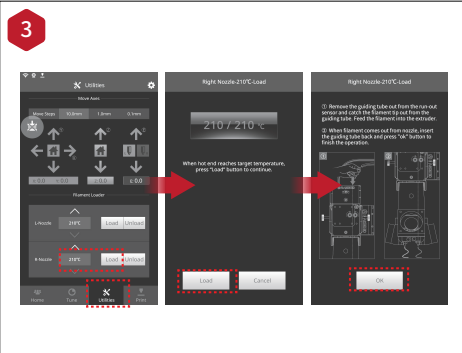 3
Utilities
Move Axes
Move Steps 10.0mm 1.0mm 0.1mm
± 0.0 ± 0.0 ± 0.0 ± 0.0
Filament Loader
L-Nozzle 210℃ Load Unload
R-Nozzle 210℃ Load Unload
Home Tune Utilities Print
Right Nozzle-210℃-Load
210 / 210 ℃
When hot end reaches target temperature,
press "Load" button to continue.
Load Cancel
Right Nozzle-210℃-Load
① Remove the guiding tube out from the run-out
sensor and catch the filament tip out from the
guiding tube. Feed the filament into the extruder.
② When filament comes out from nozzle, insert
the guiding tube back and press "ok" button to
finish the operation.
① ②
OK